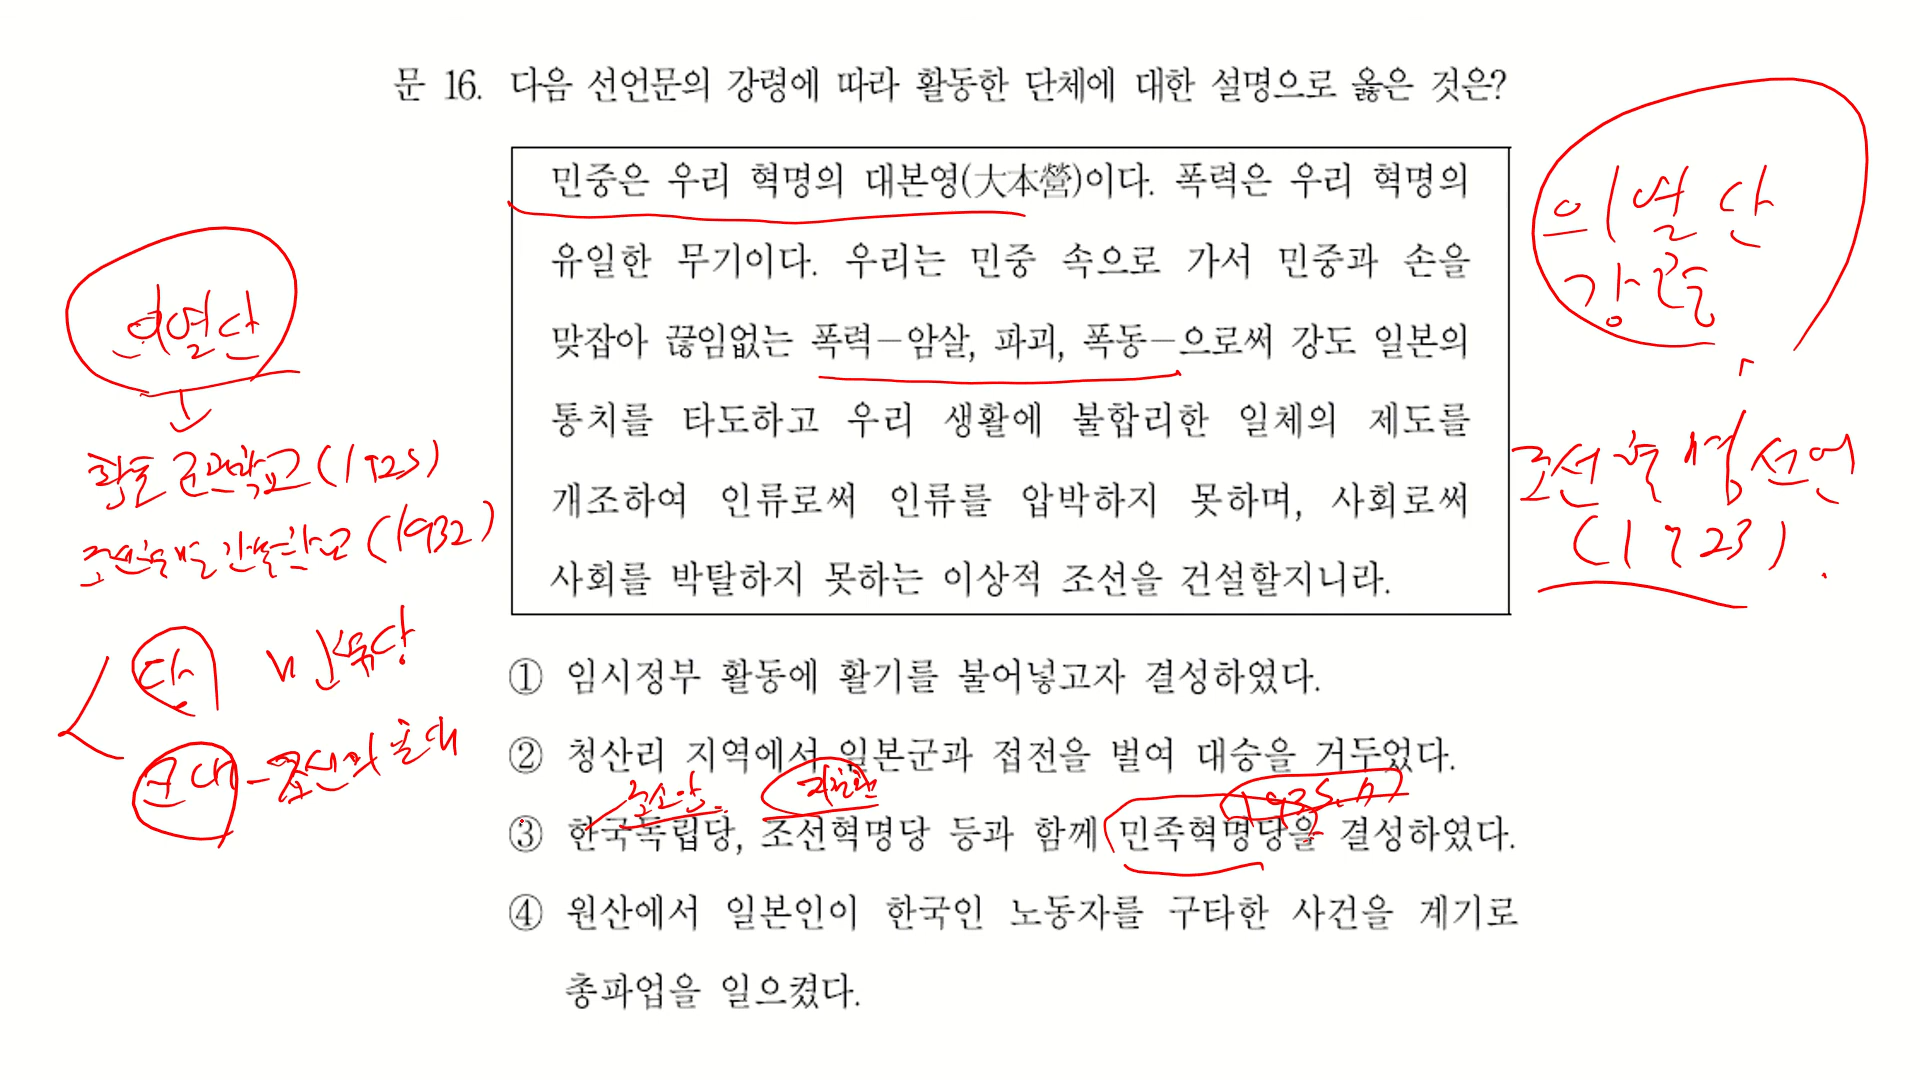 문 16. 다음 선언문의 강령에 따라 활동한 단체에 대한 설명으로 옳은 것은?
민중은 우리 혁명의 대본영(大本營)이다. 폭력은 우리 혁명의
유일한 무기이다. 우리는 민중 속으로 가서 민중과 손을
맞잡아 끊임없는 폭력－암살, 파괴, 폭동－으로써 강도 일본의
통치를 타도하고 우리 생활에 불합리한 일체의 제도를
개조하여 인류로써 인류를 압박하지 못하며, 사회로써
사회를 박탈하지 못하는 이상적 조선을 건설할지니라.
의열단
강령
조선혁명선언
(1923)
의열단
군관학교(1925)
(1932)
당
민족혁명당
군대 - 조선의용대
① 임시정부 활동에 활기를 불어넣고자 결성하였다.
② 청산리 지역에서 일본군과 접전을 벌여 대승을 거두었다.
조소앙
1935. 7
③ 한국독립당, 조선혁명당 등과 함께 민족혁명당을 결성하였다.
④ 원산에서 일본인이 한국인 노동자를 구타한 사건을 계기로
총파업을 일으켰다.